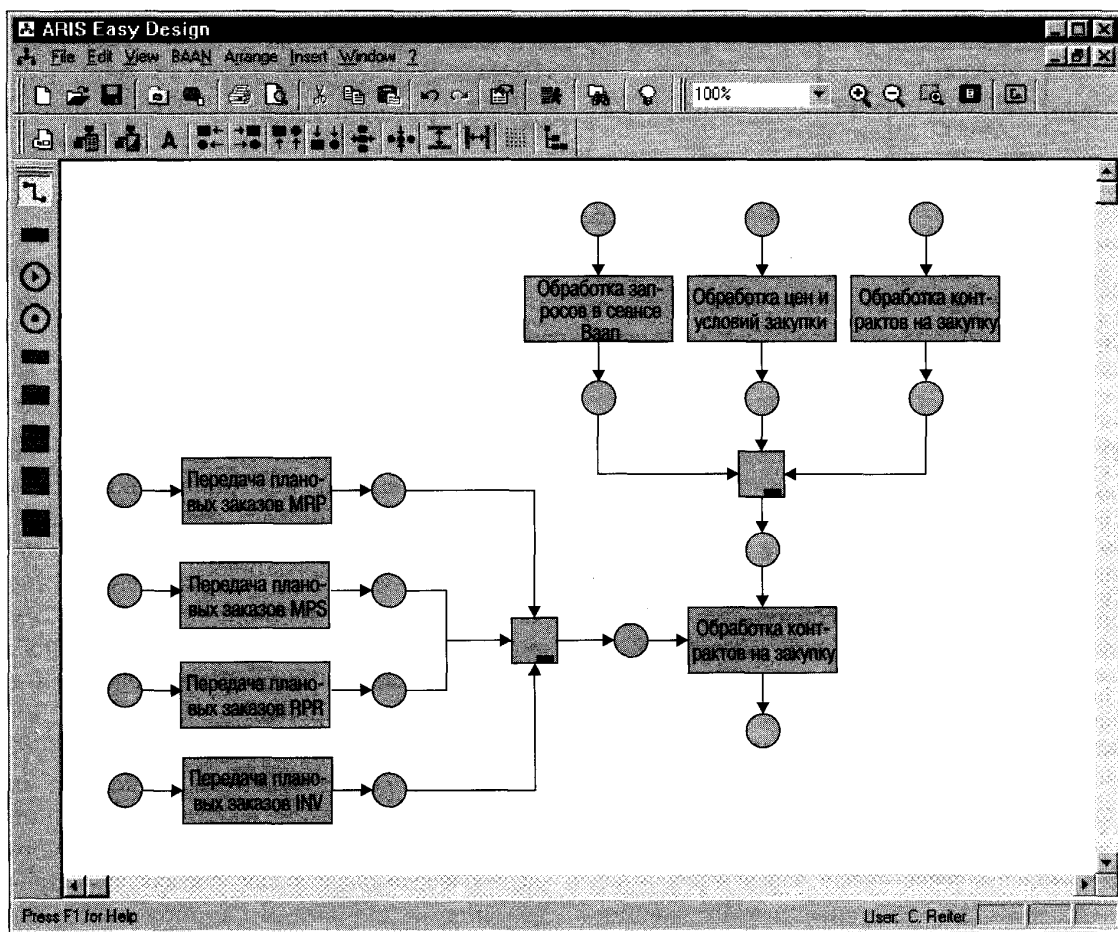 ARIS Easy Design
File Edit View BAAN Arrange Insert Window ?
100%
A
Обработка зап-
росов в сеансе
Baan
Обработка цен и
условий закупки
Обработка конт-
рактов на закупку
Передача плано-
вых заказов MRP
Передача плано-
вых заказов MPS
Передача плано-
вых заказов RPR
Передача плано-
вых заказов INV
Обработка конт-
рактов на закупку
Press F1 for Help
User: C. Reiter